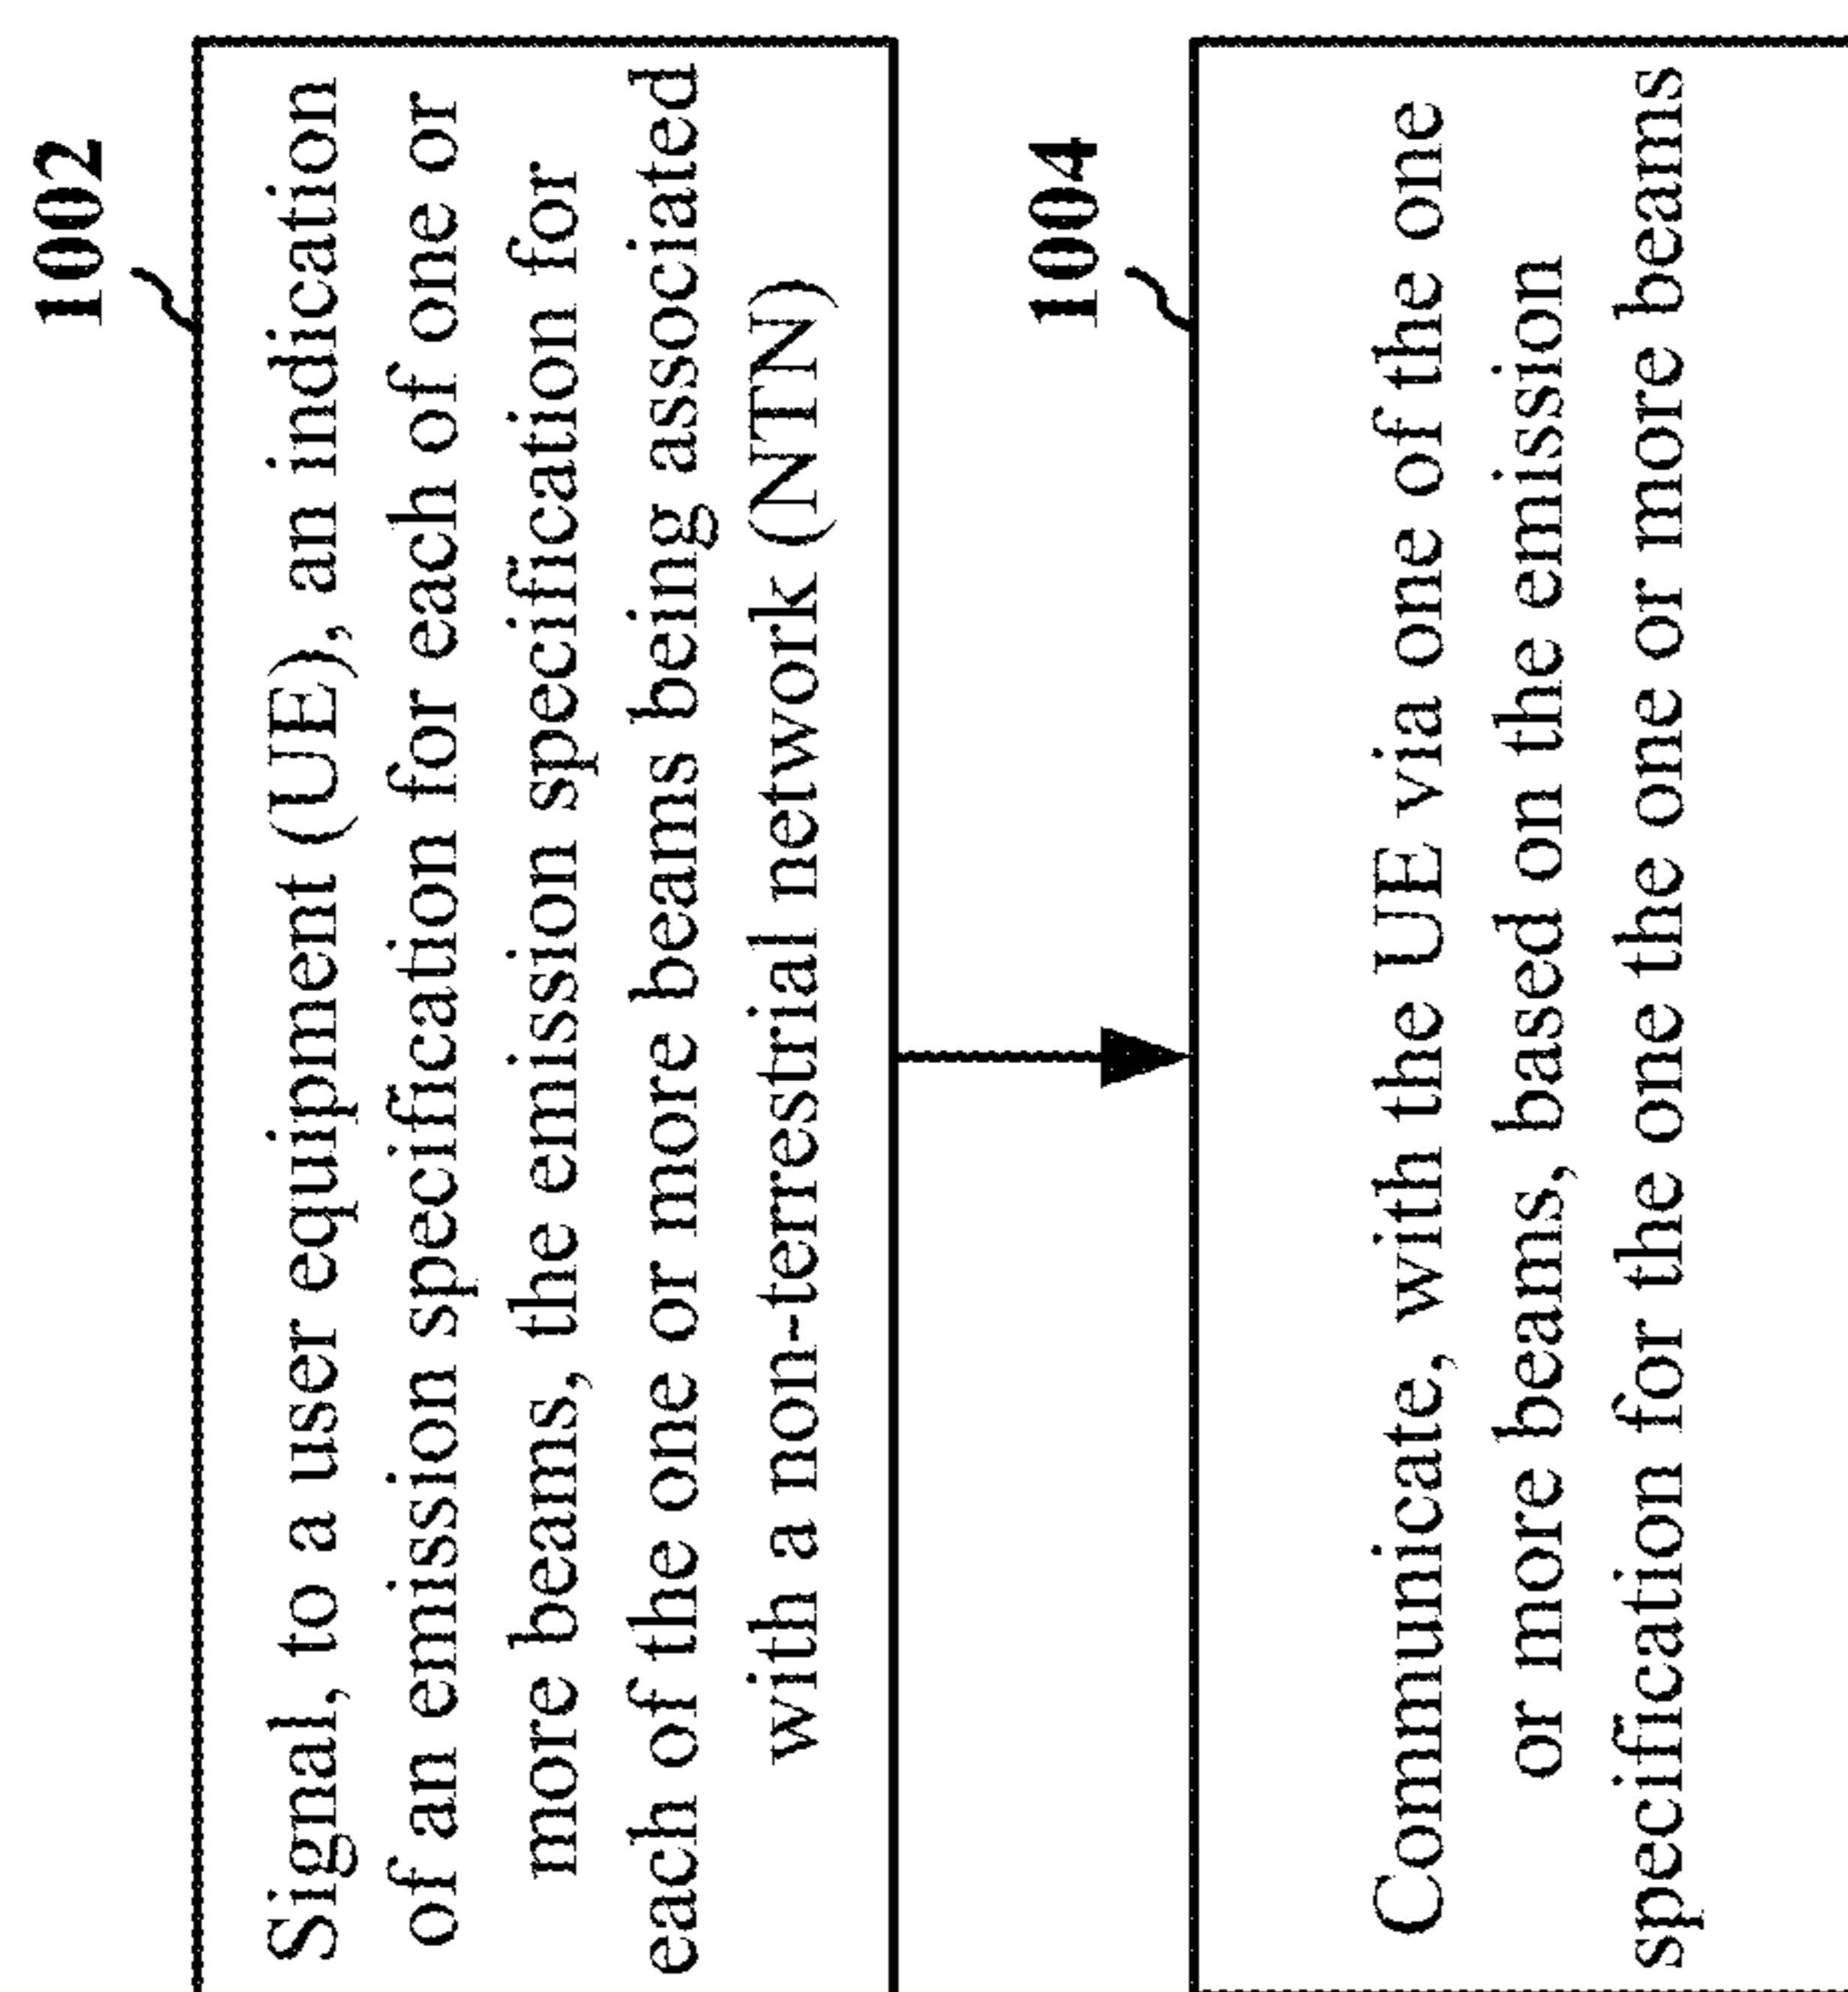 1002
Signal, to a user equipment (UE), an indication
of an emission specification for each of one or
more beams, the emission specification for
each of the one or more beams being associated
with a non-terrestrial network (NTN)
1004
Communicate, with the UE via one of the one
or more beams, based on the emission
specification for the one the one or more beams